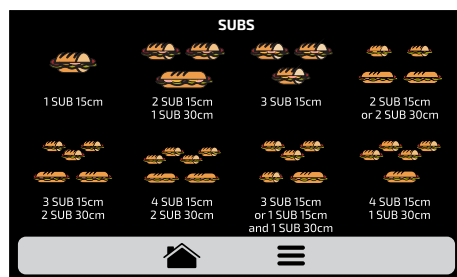 SUBS
1 SUB 15cm
2 SUB 15cm
1 SUB 30cm
3 SUB 15cm
2 SUB 15cm
or 2 SUB 30cm
3 SUB 15cm
2 SUB 30cm
4 SUB 15cm
2 SUB 30cm
3 SUB 15cm
or 1 SUB 15cm
and 1 SUB 30cm
4 SUB 15cm
1 SUB 30cm